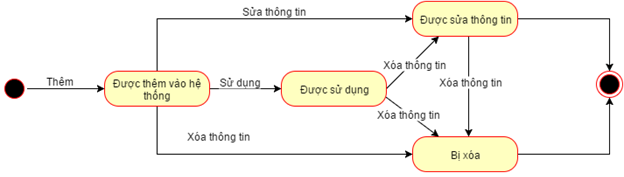 Sửa thông tin
Được sửa thông tin
Xóa thông tin
Thêm
Được thêm vào hệ
thống
Sử dụng
Được sử dụng
Xóa thông tin
Xóa thông tin
Xóa thông tin
Bị xóa